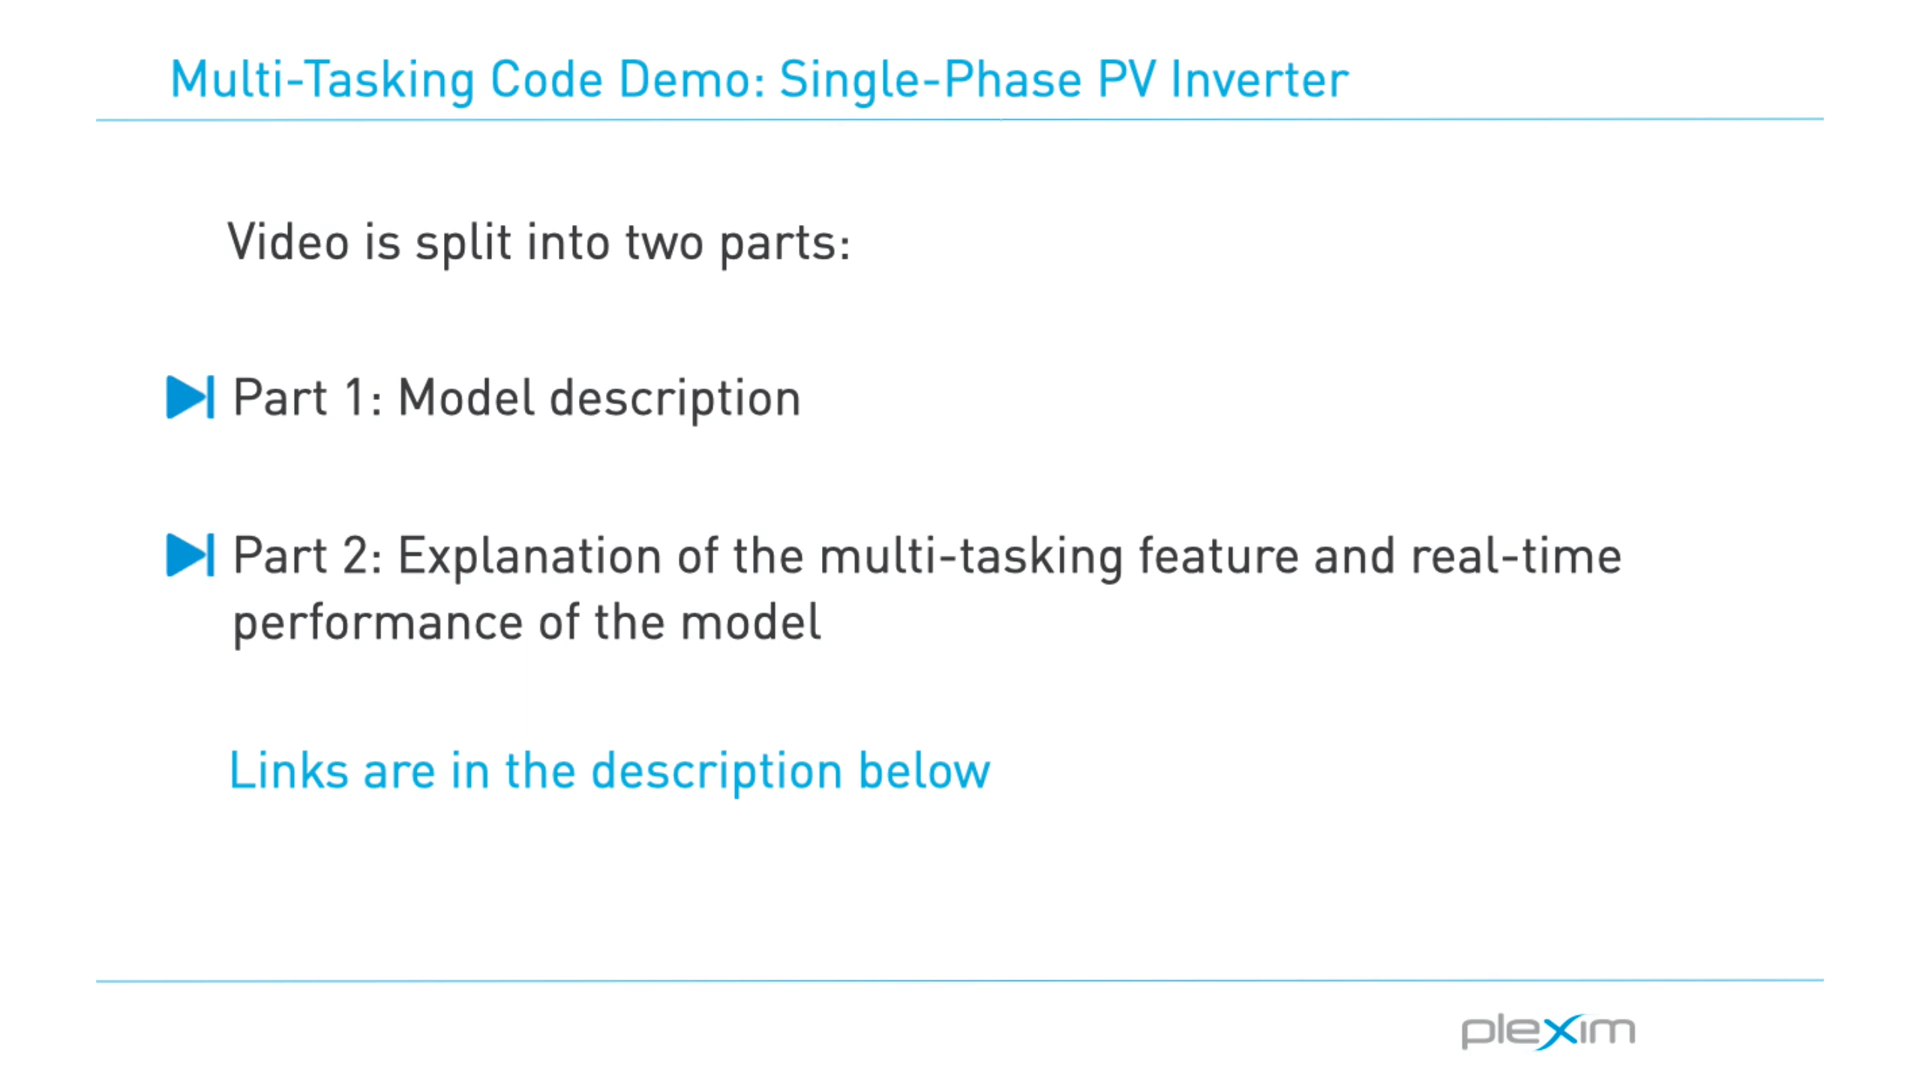 Multi-Tasking Code Demo: Single-Phase PV Inverter
Video is split into two parts:
Part 1: Model description
Part 2: Explanation of the multi-tasking feature and real-time
performance of the model
Links are in the description below
plexim